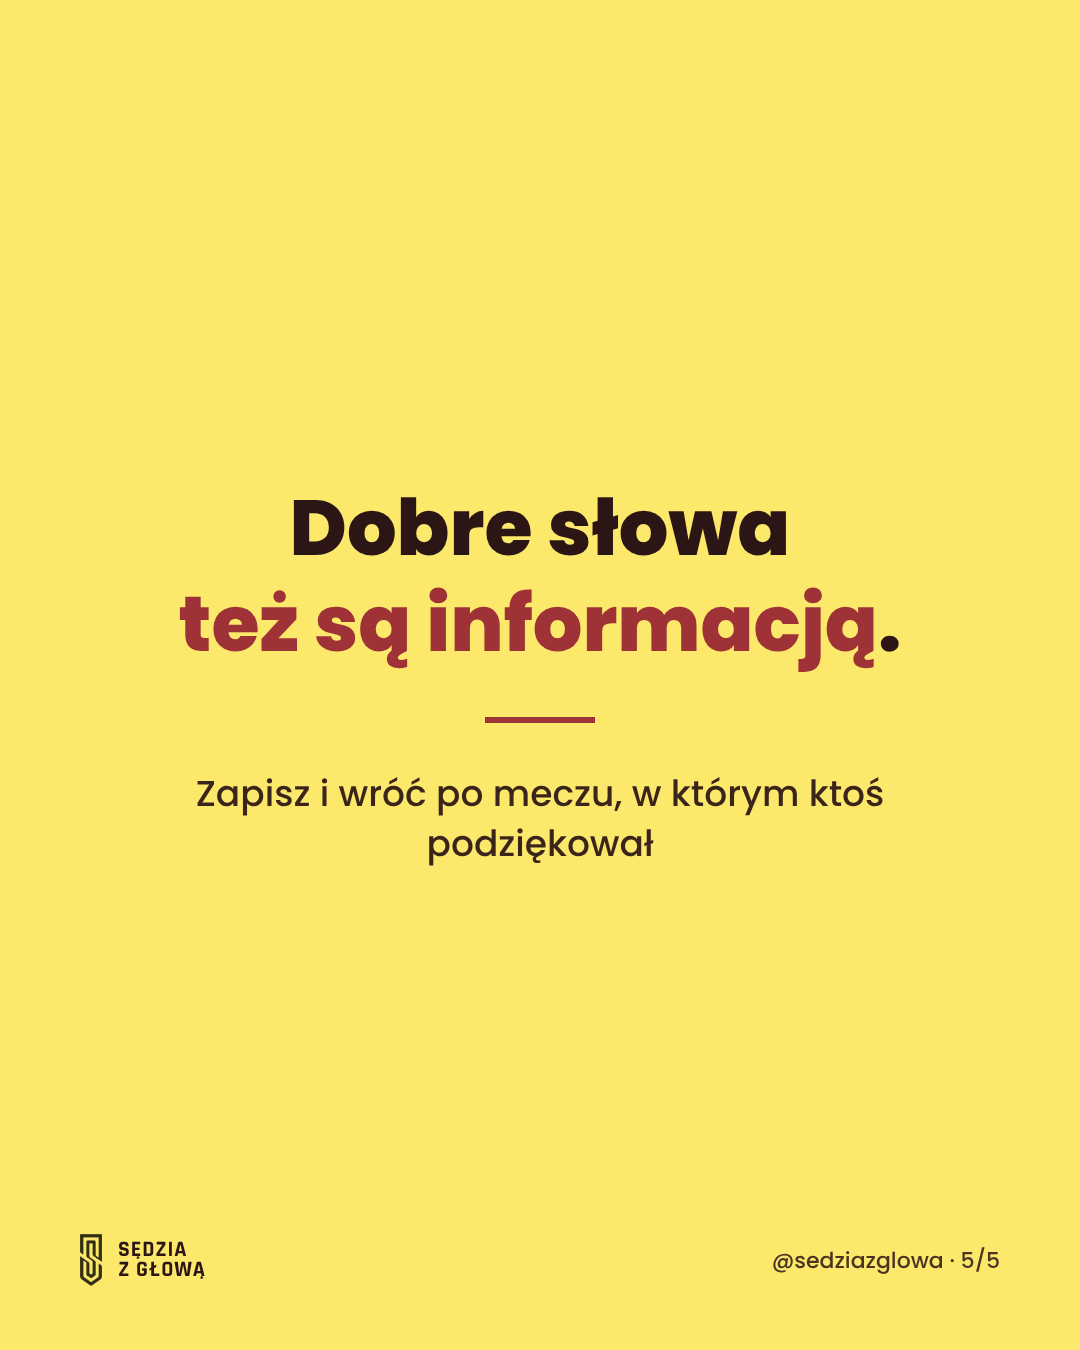 Dobre słowa
też są informacją.
Zapisz i wróć po meczu, w którym ktoś
podziękował
SĘDZIA
Z GŁOWĄ
@sedziazglowa · 5/5